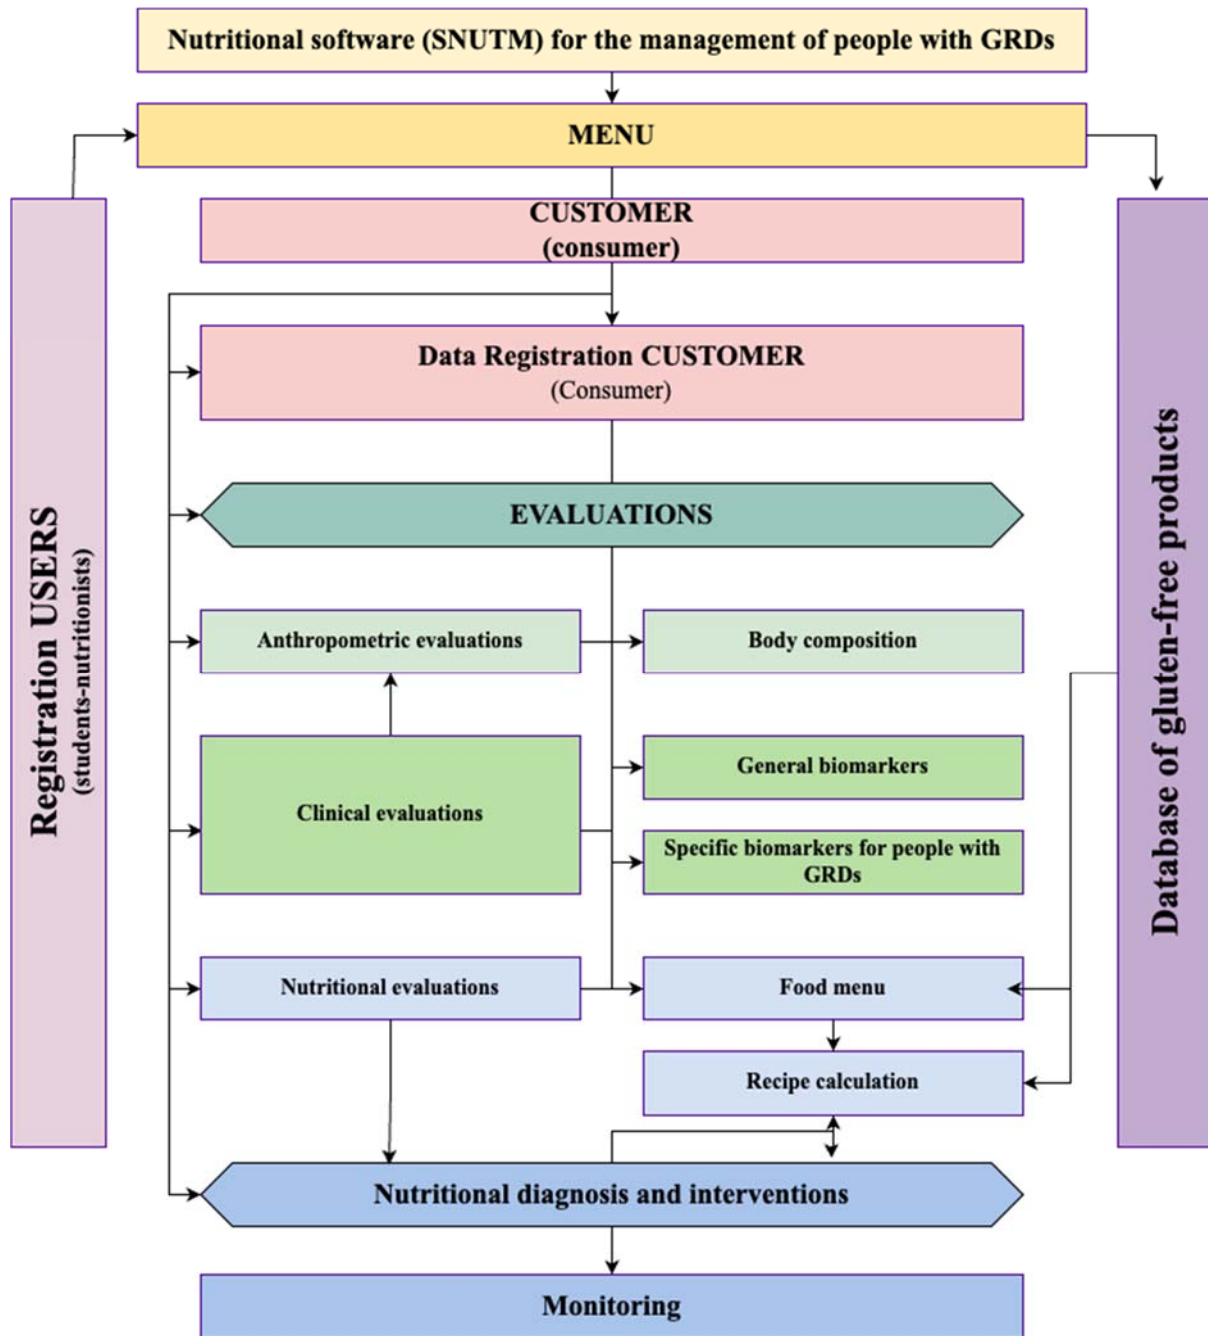 Nutritional software (SNUTM) for the management of people with GRDs
MENU
CUSTOMER
(consumer)
Data Registration CUSTOMER
(Consumer)
EVALUATIONS
Registration USERS
(students-nutritionists)
Database of gluten-free products
Anthropometric evaluations
Body composition
Clinical evaluations
General biomarkers
Specific biomarkers for people with
GRDs
Nutritional evaluations
Food menu
Recipe calculation
Nutritional diagnosis and interventions
Monitoring